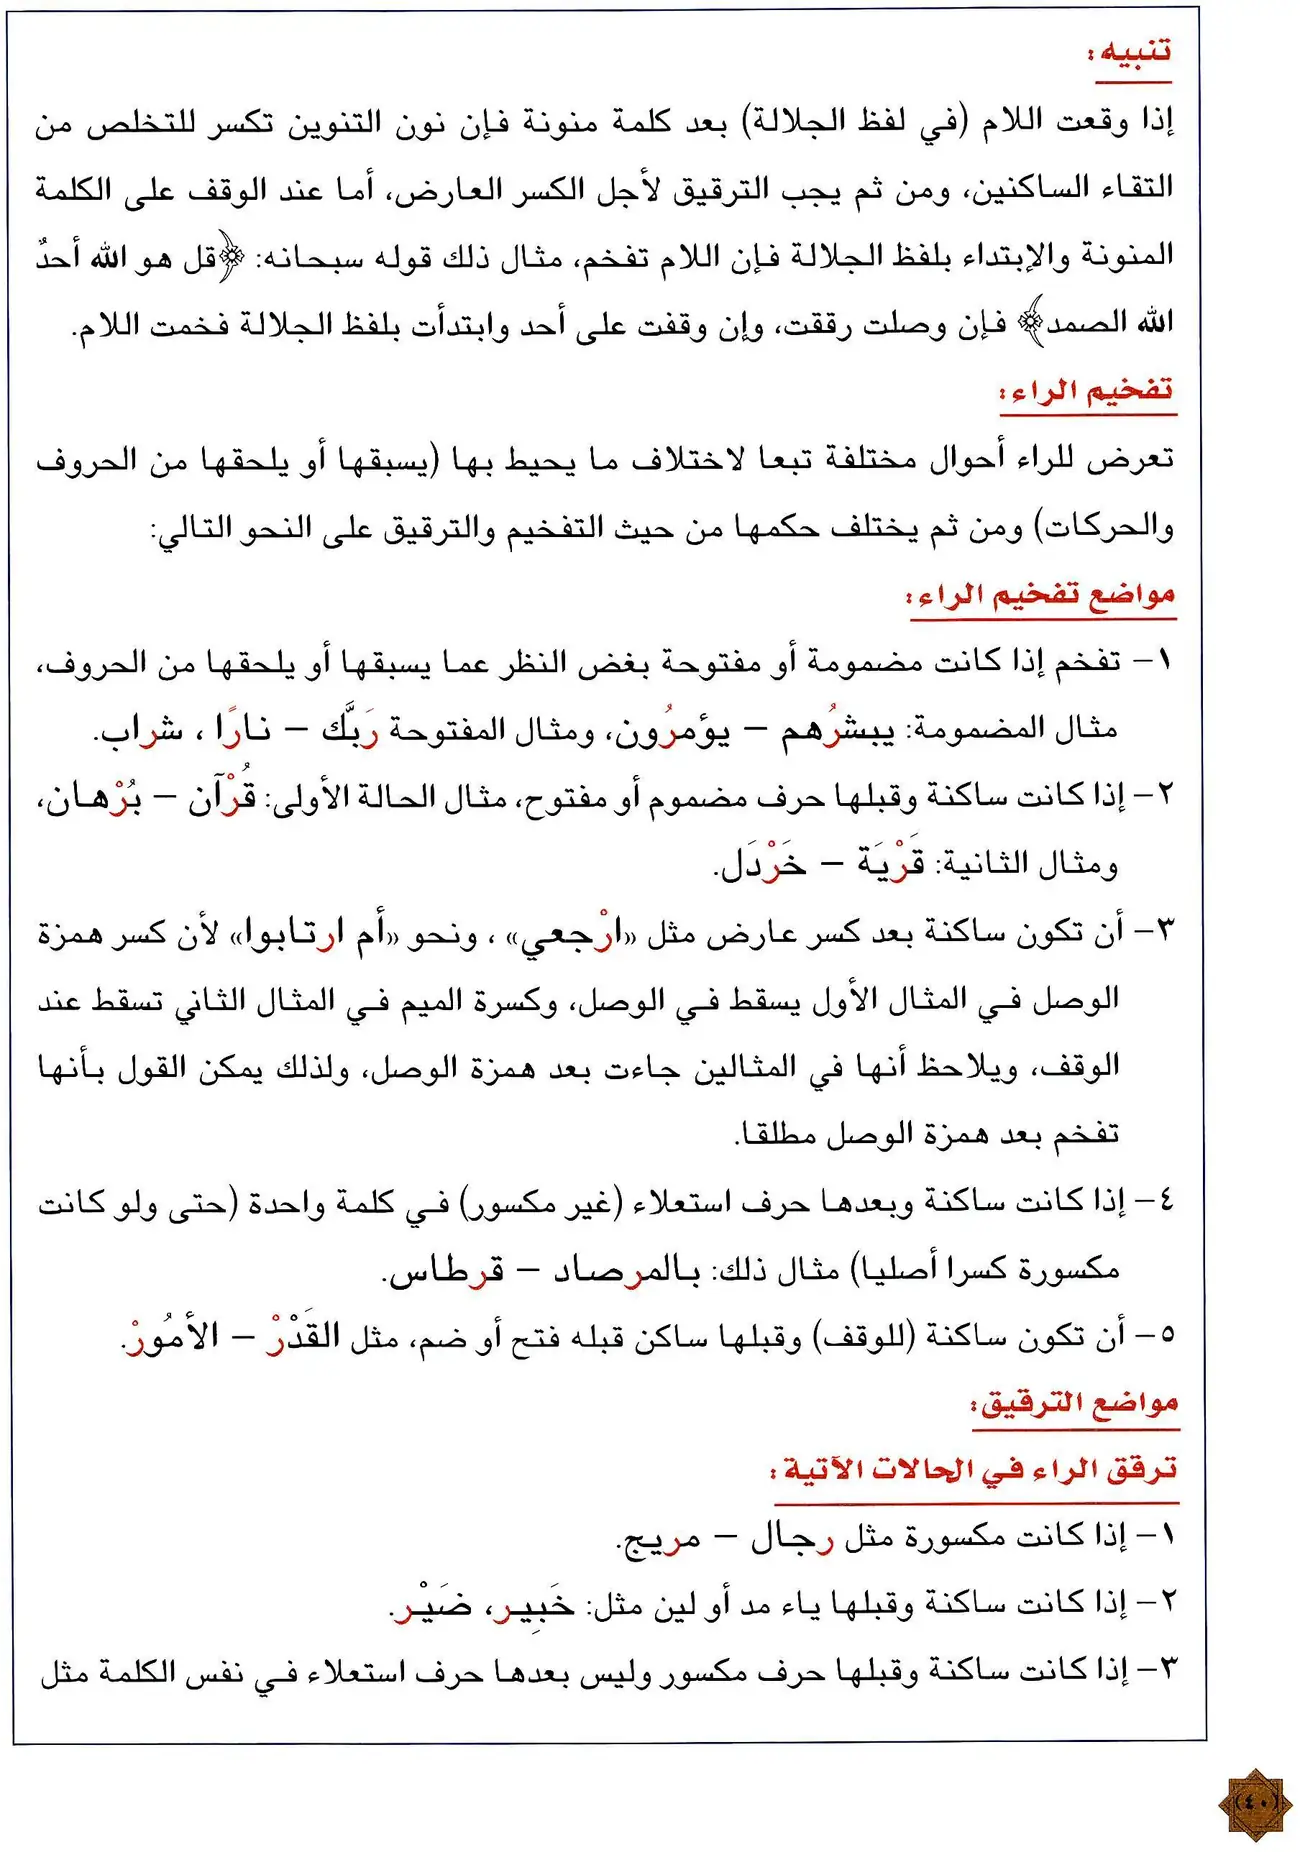 تنبيه:
إذا وقعت اللام (في لفظ الجلالة) بعد كلمة منونة فإن نون التنوين تكسر للتخلص من
التقاء الساكنين، ومن ثم يجب الترقيق لأجل الكسر العارض، أما عند الوقف على الكلمة
المنونة والإبتداء بلفظ الجلالة فإن اللام تفخم، مثال ذلك قوله سبحانه: ﴿قل هو الله أحدٌ
الله الصمد﴾ فإن وصلت رققت، وإن وقفت على أحد وابتدأت بلفظ الجلالة فخمت اللام.
تفخيم الراء:
تعرض للراء أحوال مختلفة تبعا لاختلاف ما يحيط بها (يسبقها أو يلحقها من الحروف
والحركات) ومن ثم يختلف حكمها من حيث التفخيم والترقيق على النحو التالي:
مواضع تفخيم الراء:
١- تفخم إذا كانت مضمومة أو مفتوحة بغض النظر عما يسبقها أو يلحقها من الحروف،
مثال المضمومة: يبشرُهم – يؤمرُون، ومثال المفتوحة رَبَّك – نارًا ، شراب.
٢- إذا كانت ساكنة وقبلها حرف مضموم أو مفتوح، مثال الحالة الأولى: قُرْآن – بُرْهان،
ومثال الثانية: قَرْيَة – خَرْدَل.
٣- أن تكون ساكنة بعد كسر عارض مثل «ارْجعي» ، ونحو «أم ارتابوا» لأن كسر همزة
الوصل في المثال الأول يسقط في الوصل، وكسرة الميم في المثال الثاني تسقط عند
الوقف، ويلاحظ أنها في المثالين جاءت بعد همزة الوصل، ولذلك يمكن القول بأنها
تفخم بعد همزة الوصل مطلقا.
٤- إذا كانت ساكنة وبعدها حرف استعلاء (غير مكسور) في كلمة واحدة (حتى ولو كانت
مكسورة كسرا أصليا) مثال ذلك: بالمرصاد – قرطاس.
٥- أن تكون ساكنة (للوقف) وقبلها ساكن قبله فتح أو ضم، مثل القَدْرْ – الأمُورْ.
مواضع الترقيق:
ترقق الراء في الحالات الآتية:
١- إذا كانت مكسورة مثل رجال – مريج.
٢- إذا كانت ساكنة وقبلها ياء مد أو لين مثل: خَبِير، ضَيْر.
٣- إذا كانت ساكنة وقبلها حرف مكسور وليس بعدها حرف استعلاء في نفس الكلمة مثل
(٤٠)